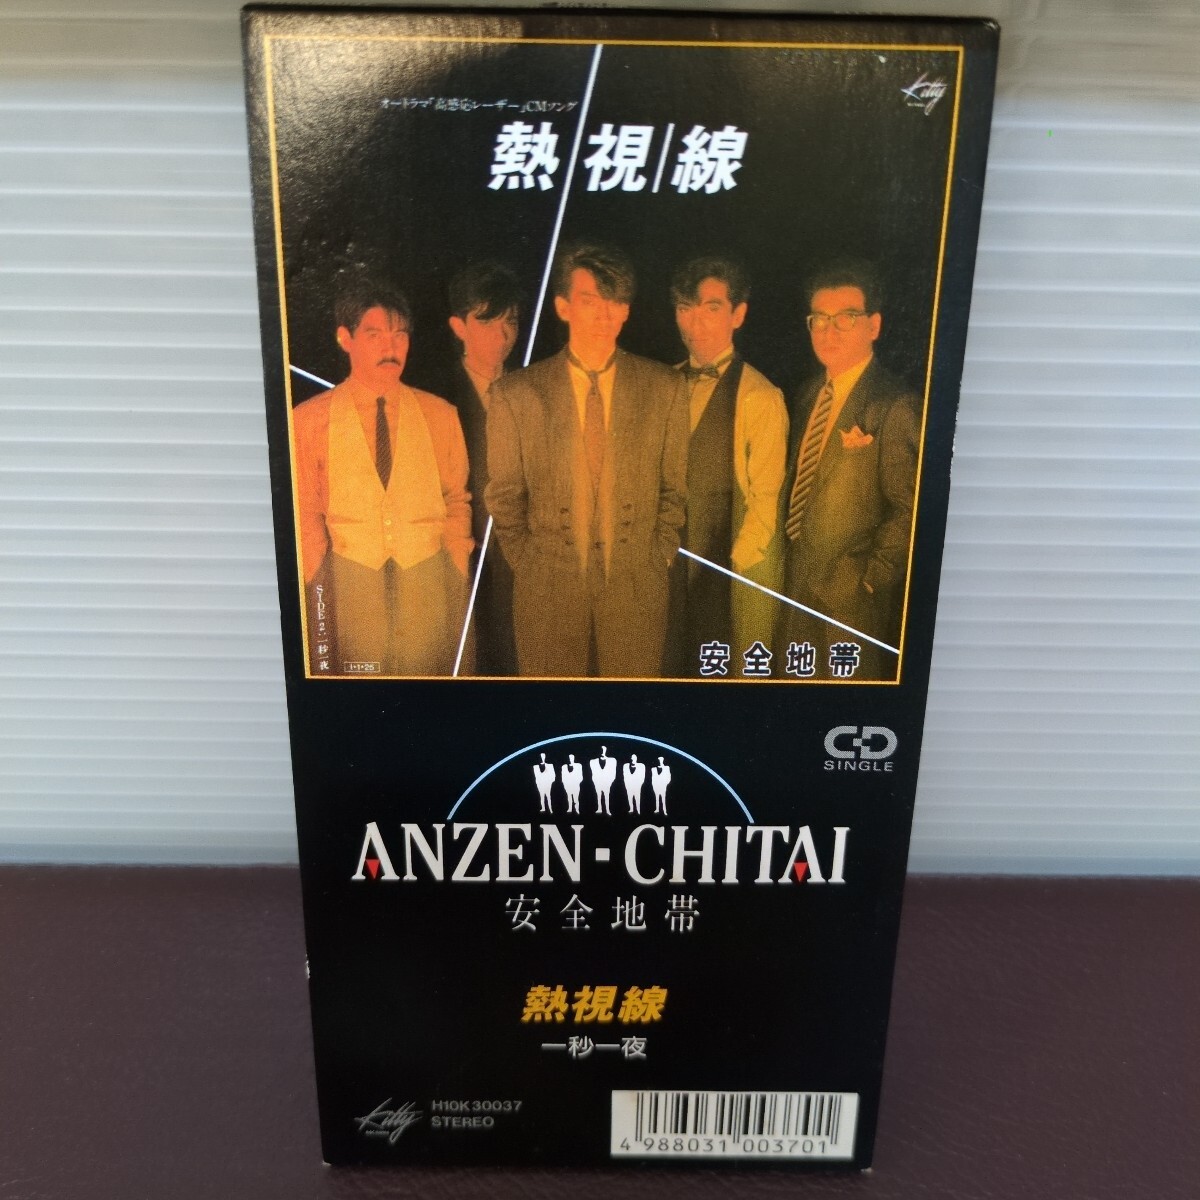 オートラマ「高感応レーザー」CMソング
Kitty
熱/視/線
SIDE 2:一秒一夜
安全地帯
CD
SINGLE
ANZEN-CHITAI
安全地帯
熱視線
一秒一夜
Kitty
H10K 30037
STEREO
4 988031 003701